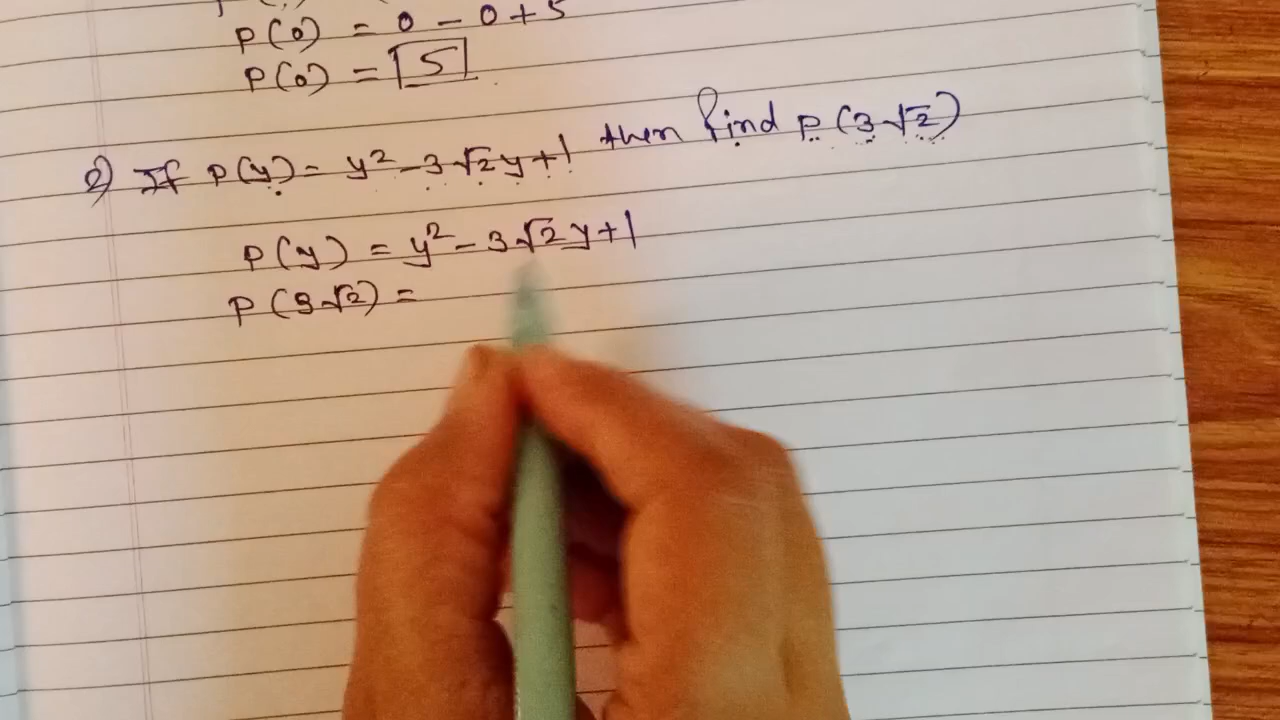 P(0) = 0 - 0 + 5
P(0) = 5
2) If P(y) = y² - 3√2y + 1 then find P(3√2)
P(y) = y² - 3√2y + 1
P(3√2) =